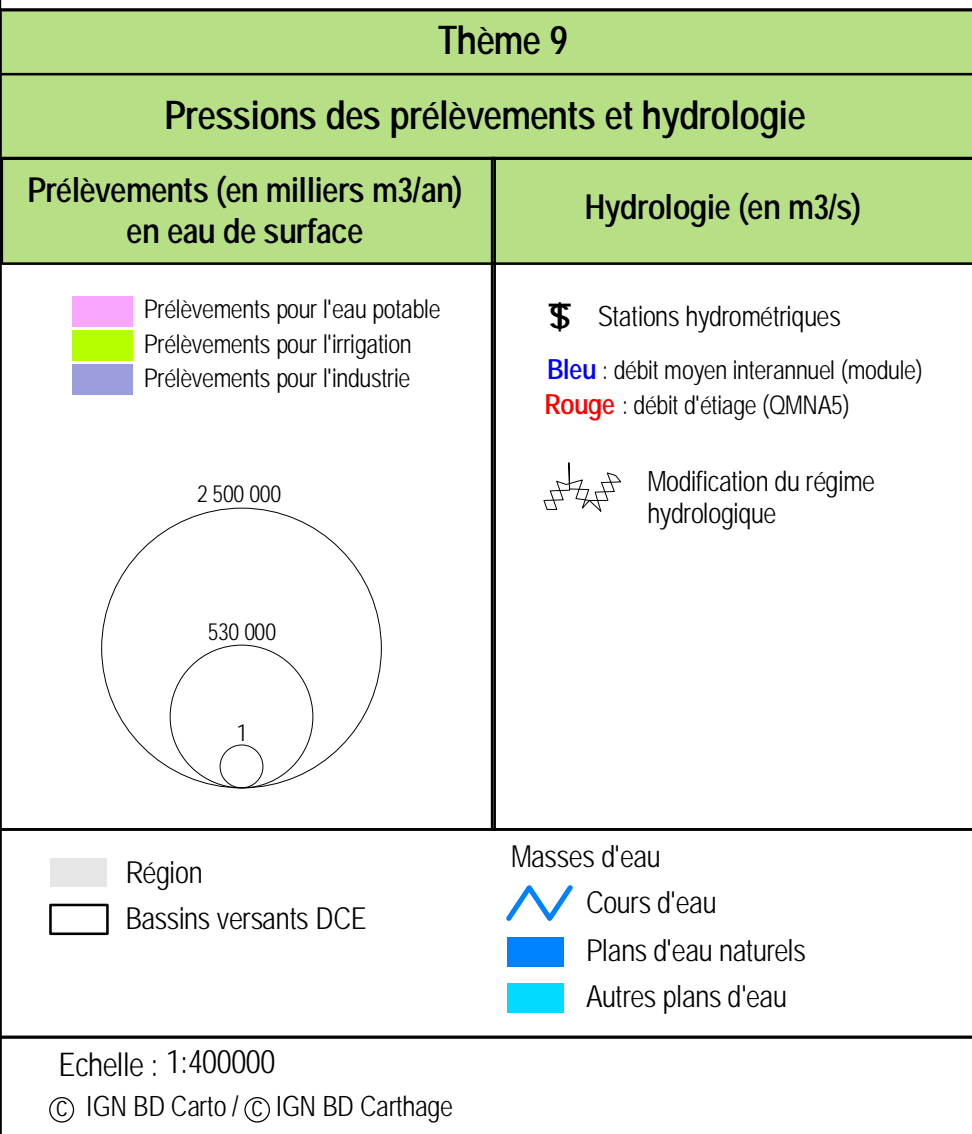 Thème 9
Pressions des prélèvements et hydrologie
Prélèvements (en milliers m3/an)
en eau de surface
Hydrologie (en m3/s)
Prélèvements pour l'eau potable
Prélèvements pour l'irrigation
Prélèvements pour l'industrie
2 500 000
530 000
1
Stations hydrométriques
Bleu : débit moyen interannuel (module)
Rouge : débit d'étiage (QMNA5)
Modification du régime
hydrologique
Région
Bassins versants DCE
Masses d'eau
Cours d'eau
Plans d'eau naturels
Autres plans d'eau
Echelle : 1:400000
© IGN BD Carto / © IGN BD Carthage